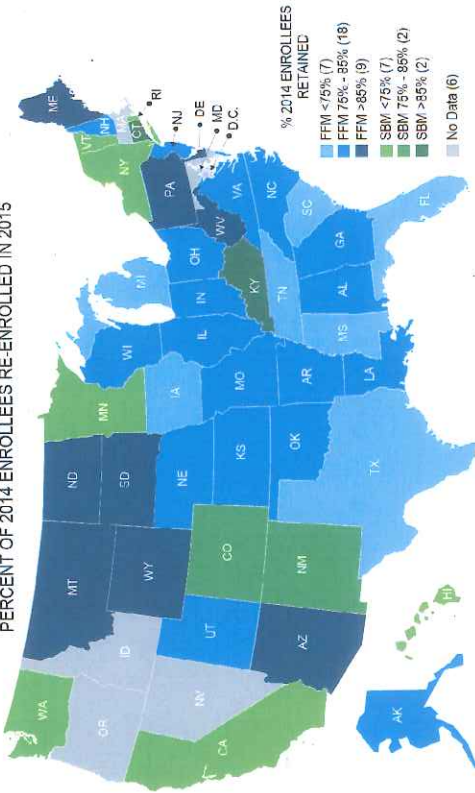 PERCENT OF 2014 ENROLLEES RE-ENROLLED IN 2015
WA
OR
CA
ID
NV
MT
WY
UT
AZ
CO
NM
ND
SD
NE
KS
OK
TX
MN
IA
MO
AR
LA
WI
IL
MI
IN
OH
KY
TN
MS
AL
GA
FL
SC
NC
VA
WV
PA
NY
VT
NH
ME
MA
CT
RI
NJ
DE
MD
D.C.
AK
HI
% 2014 ENROLLEES
RETAINED
FFM <75% (7)
FFM 75% - 85% (18)
FFM >85% (9)
SBM <75% (7)
SBM 75% - 85% (2)
SBM >85% (2)
No Data (6)